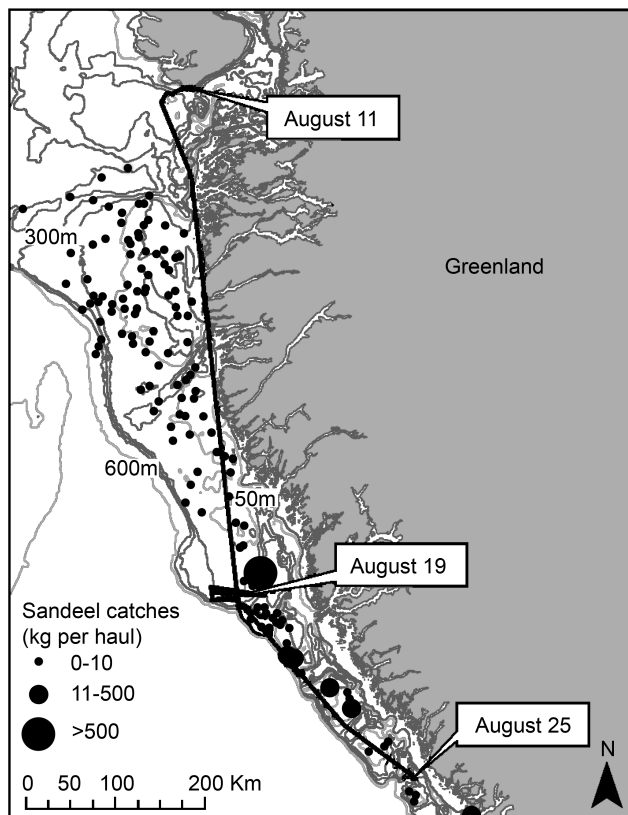 August 11
300m
Greenland
600m
50m
August 19
Sandeel catches
(kg per haul)
0-10
11-500
>500
August 25
N
0 50 100 200 Km